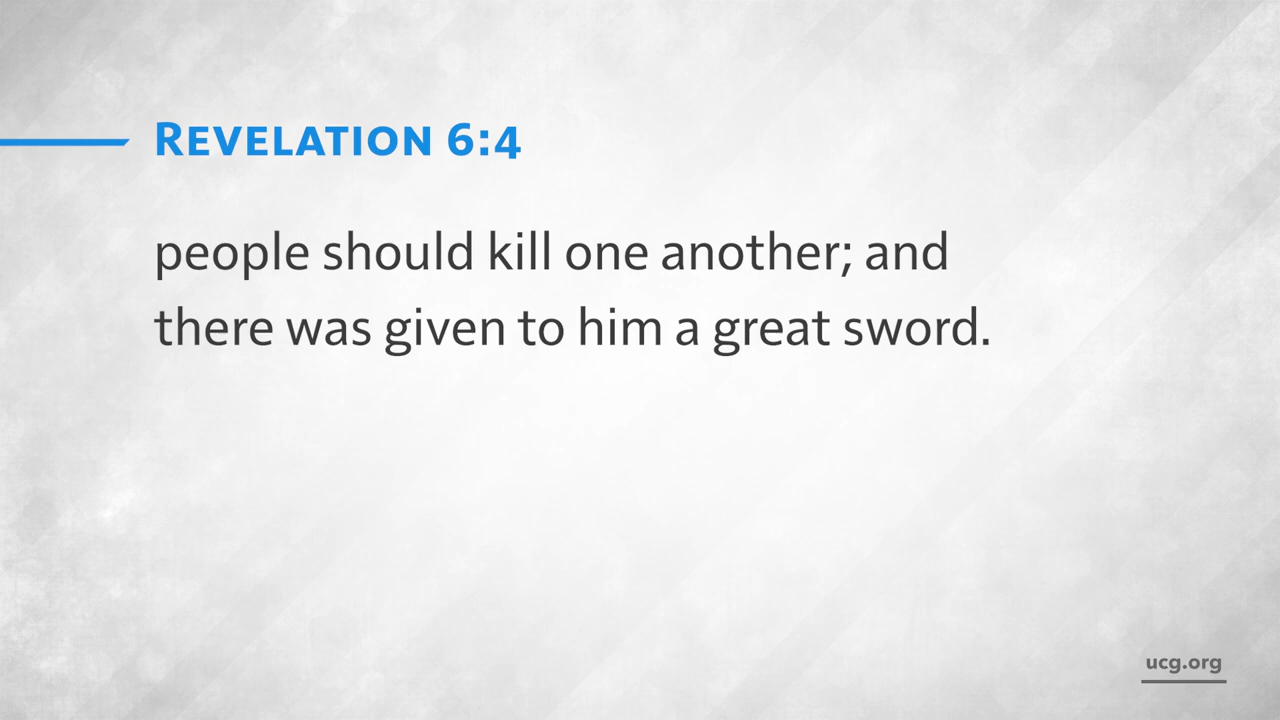 Revelation 6:4
people should kill one another; and
there was given to him a great sword.
ucg.org